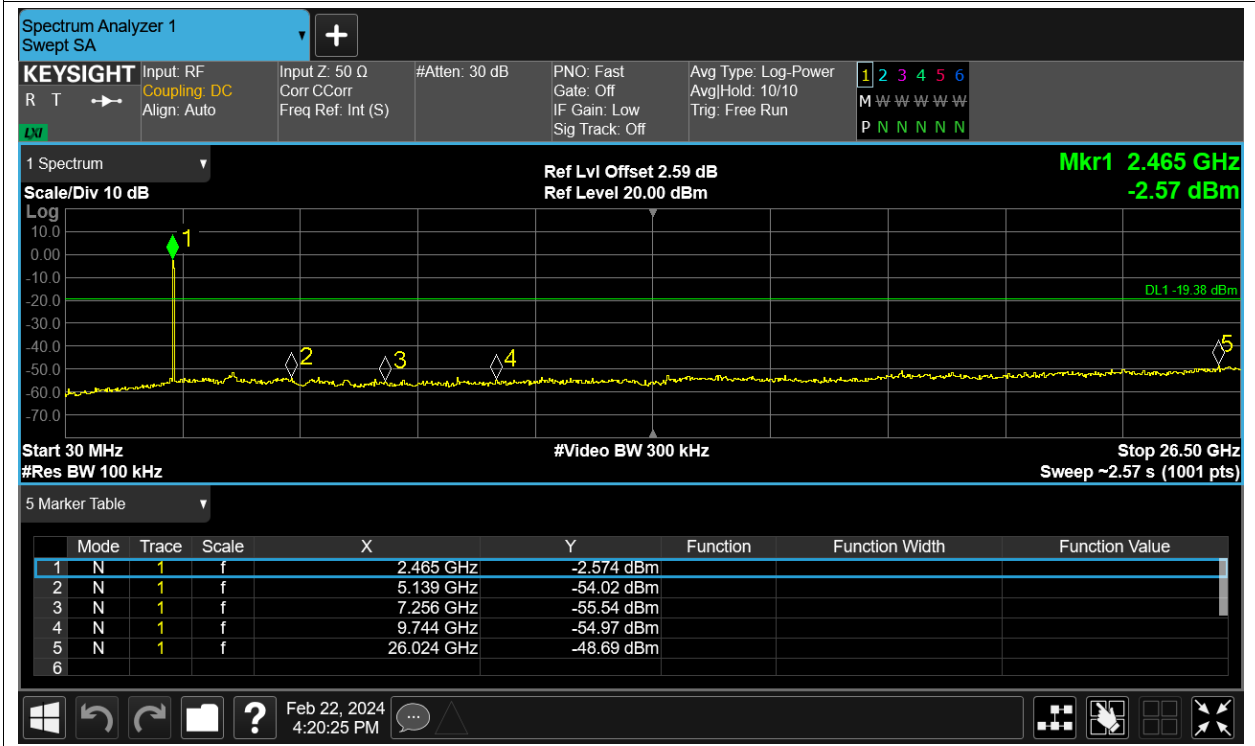 Spectrum Analyzer 1
Swept SA
+
KEYSIGHT
R T
LXI
Input: RF
Coupling: DC
Align: Auto
Input Z: 50 Ω
Corr CCorr
Freq Ref: Int (S)
#Atten: 30 dB
PNO: Fast
Gate: Off
IF Gain: Low
Sig Track: Off
Avg Type: Log-Power
Avg|Hold: 10/10
Trig: Free Run
1 2 3 4 5 6
M W W W W W
P N N N N N
1 Spectrum
Scale/Div 10 dB
Ref Lvl Offset 2.59 dB
Ref Level 20.00 dBm
Mkr1 2.465 GHz
-2.57 dBm
Log
10.0
0.00
-10.0
-20.0
-30.0
-40.0
-50.0
-60.0
-70.0
1
DL1 -19.38 dBm
2
3
4
5
Start 30 MHz
#Res BW 100 kHz
#Video BW 300 kHz
Stop 26.50 GHz
Sweep ~2.57 s (1001 pts)
5 Marker Table
Mode Trace Scale X Y Function Function Width Function Value
1 N 1 f 2.465 GHz -2.574 dBm
2 N 1 f 5.139 GHz -54.02 dBm
3 N 1 f 7.256 GHz -55.54 dBm
4 N 1 f 9.744 GHz -54.97 dBm
5 N 1 f 26.024 GHz -48.69 dBm
6
?
Feb 22, 2024
4:20:25 PM